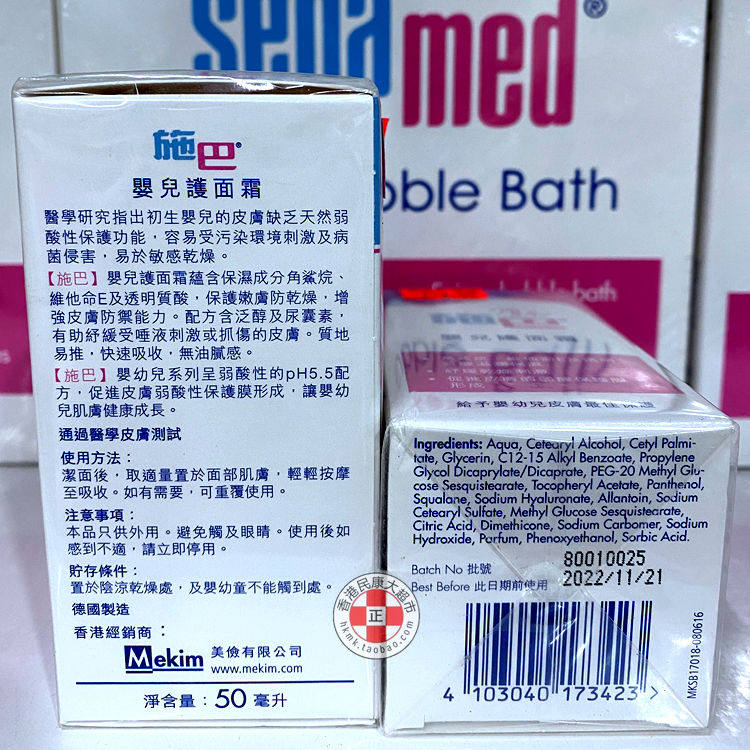 sebamed®
Bubble Bath
施巴®
嬰兒護面霜
醫學研究指出初生嬰兒的皮膚缺乏天然弱
酸性保護功能，容易受污染環境刺激及病
菌侵害，易於敏感乾燥。
【施巴】嬰兒護面霜蘊含保濕成分角鯊烷、
維他命E及透明質酸，保護嫩膚防乾燥，增
強皮膚防禦能力。配方含泛醇及尿囊素，
有助紓緩受唾液刺激或抓傷的皮膚。質地
易推，快速吸收，無油膩感。
【施巴】嬰幼兒系列呈弱酸性的pH5.5配
方，促進皮膚弱酸性保護膜形成，讓嬰幼
兒肌膚健康成長。
通過醫學皮膚測試
使用方法：
潔面後，取適量置於面部肌膚，輕輕按摩
至吸收。如有需要，可重覆使用。
注意事項：
本品只供外用。避免觸及眼睛。使用後如
感到不適，請立即停用。
貯存條件：
置於陰涼乾燥處，及嬰幼童不能觸到處。
德國製造
香港經銷商：
Mekim 美儉有限公司
www.mekim.com
淨含量：50 毫升
給予嬰幼兒皮膚最佳保護
Ingredients: Aqua, Cetearyl Alcohol, Cetyl Palmi-
tate, Glycerin, C12-15 Alkyl Benzoate, Propylene
Glycol Dicaprylate/Dicaprate, PEG-20 Methyl Glu-
cose Sesquistearate, Tocopheryl Acetate, Panthenol,
Squalane, Sodium Hyaluronate, Allantoin, Sodium
Cetearyl Sulfate, Methyl Glucose Sesquistearate,
Citric Acid, Dimethicone, Sodium Carbomer, Sodium
Hydroxide, Parfum, Phenoxyethanol, Sorbic Acid.
Batch No 批號 80010025
Best Before 此日期前使用 2022/11/21
4 103040 173423 >
MKSB17018-080616
香港民康大超市
正
hkmk.taobao.com